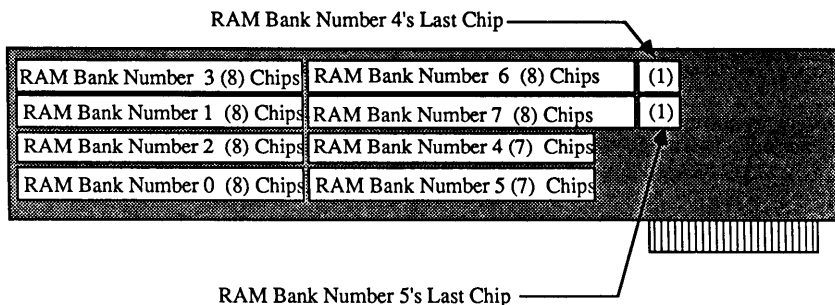 RAM Bank Number 4's Last Chip
RAM Bank Number 3 (8) Chips RAM Bank Number 6 (8) Chips (1)
RAM Bank Number 1 (8) Chips RAM Bank Number 7 (8) Chips (1)
RAM Bank Number 2 (8) Chips RAM Bank Number 4 (7) Chips
RAM Bank Number 0 (8) Chips RAM Bank Number 5 (7) Chips
RAM Bank Number 5's Last Chip